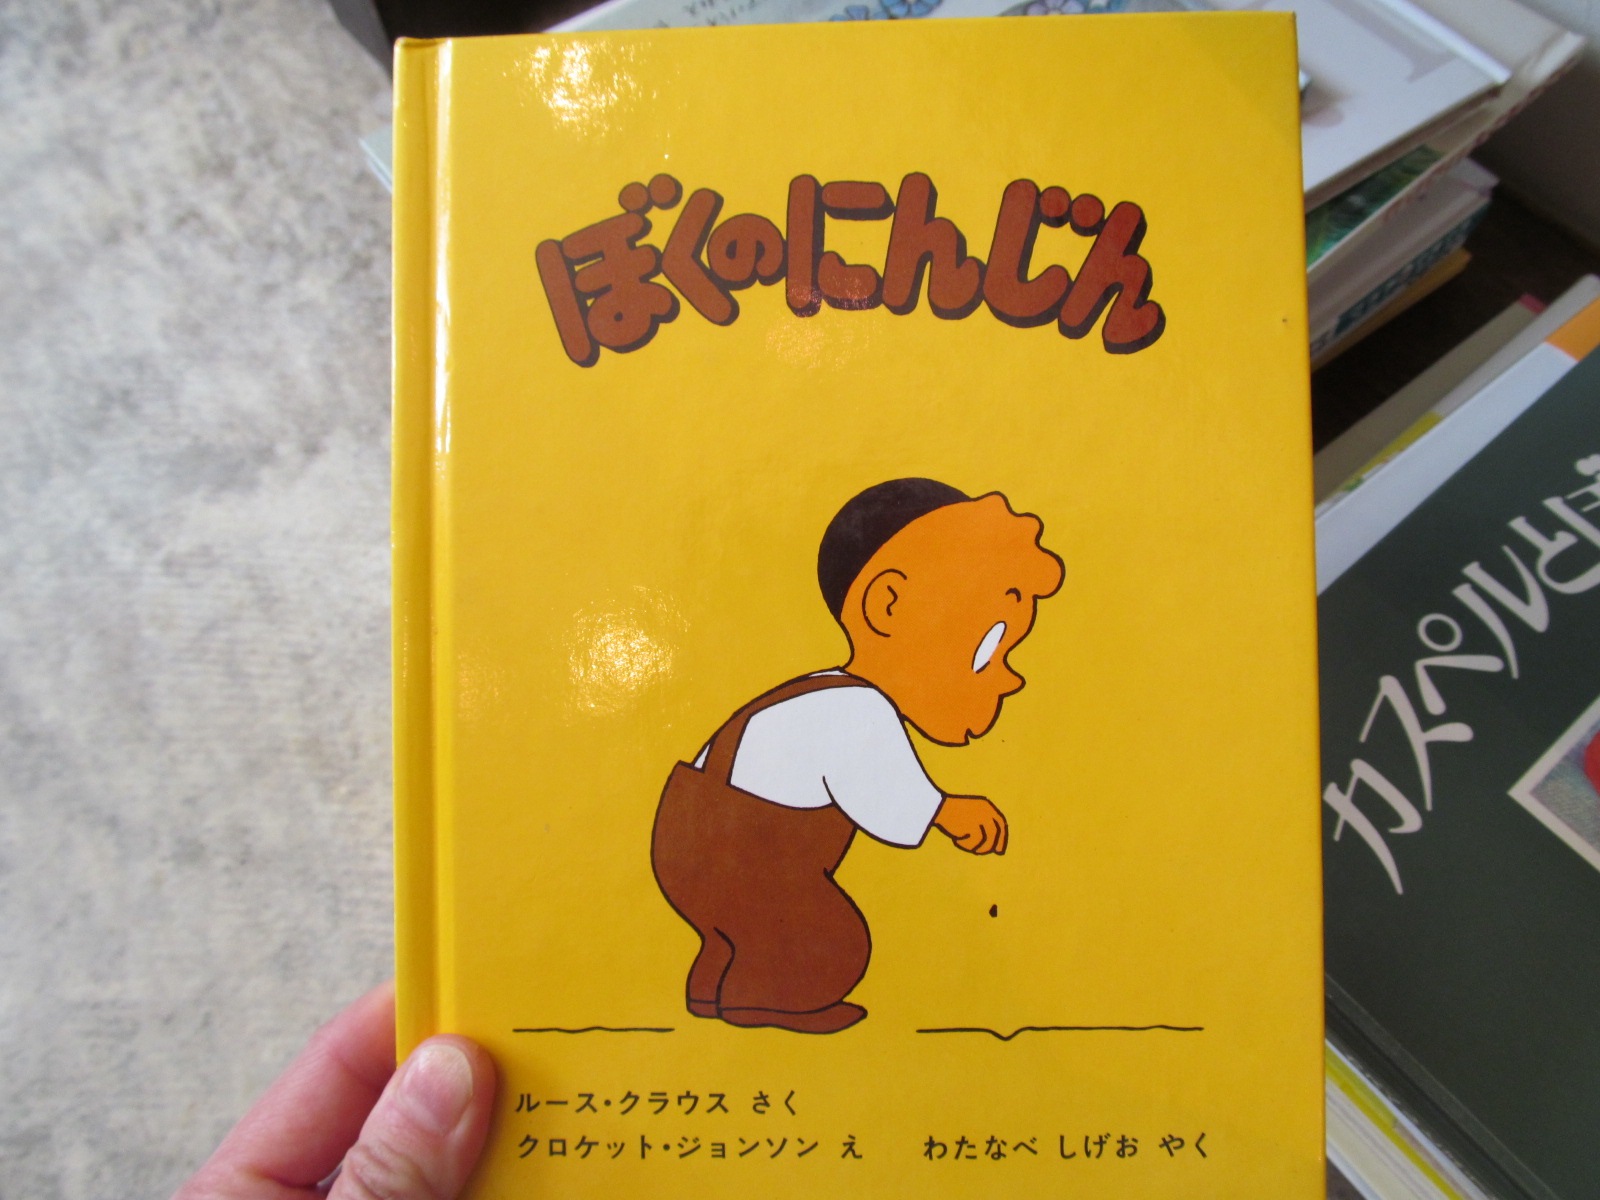 ぼくのにんじん
ルース・クラウス さく
クロケット・ジョンソン え わたなべ しげお やく
カスペルとぼ